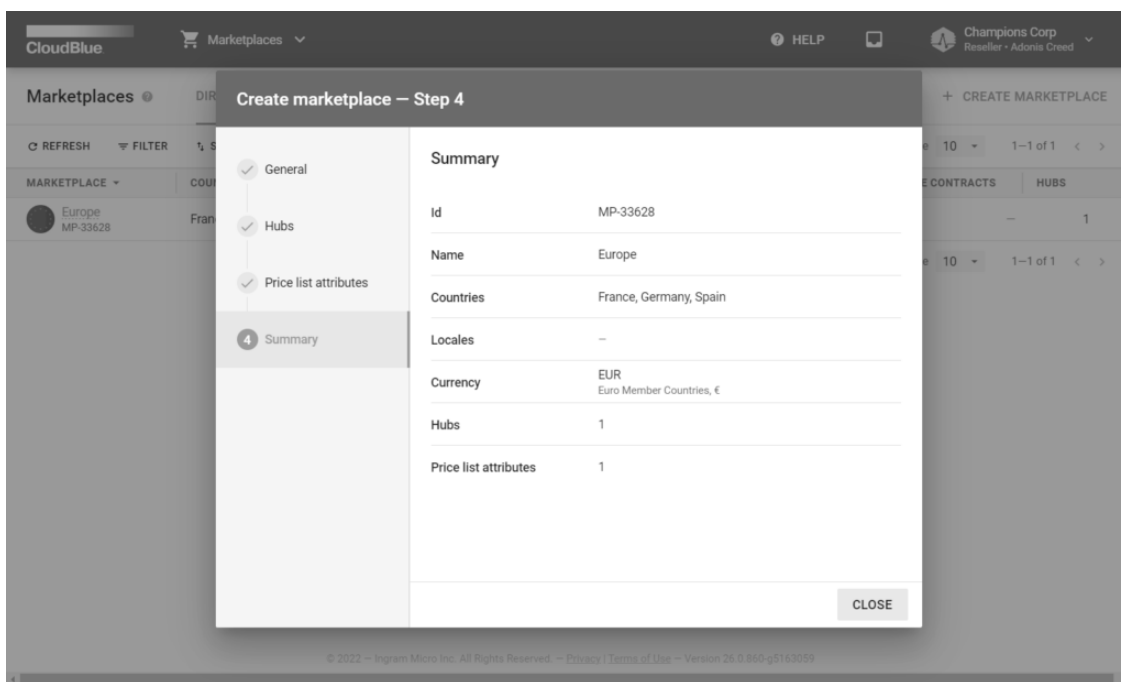 CloudBlue
Marketplaces
HELP
Champions Corp
Reseller • Adonis Creed
Marketplaces
DIR
+ CREATE MARKETPLACE
REFRESH
FILTER
S
e 10
1–1 of 1
MARKETPLACE
COU
E CONTRACTS
HUBS
Europe
MP-33628
Fran
–
1
e 10
1–1 of 1
Create marketplace — Step 4
General
Hubs
Price list attributes
4 Summary
Summary
Id MP-33628
Name Europe
Countries France, Germany, Spain
Locales –
Currency EUR
Euro Member Countries, €
Hubs 1
Price list attributes 1
CLOSE
© 2022 – Ingram Micro Inc. All Rights Reserved. – Privacy | Terms of Use – Version 26.0.860-g5163059